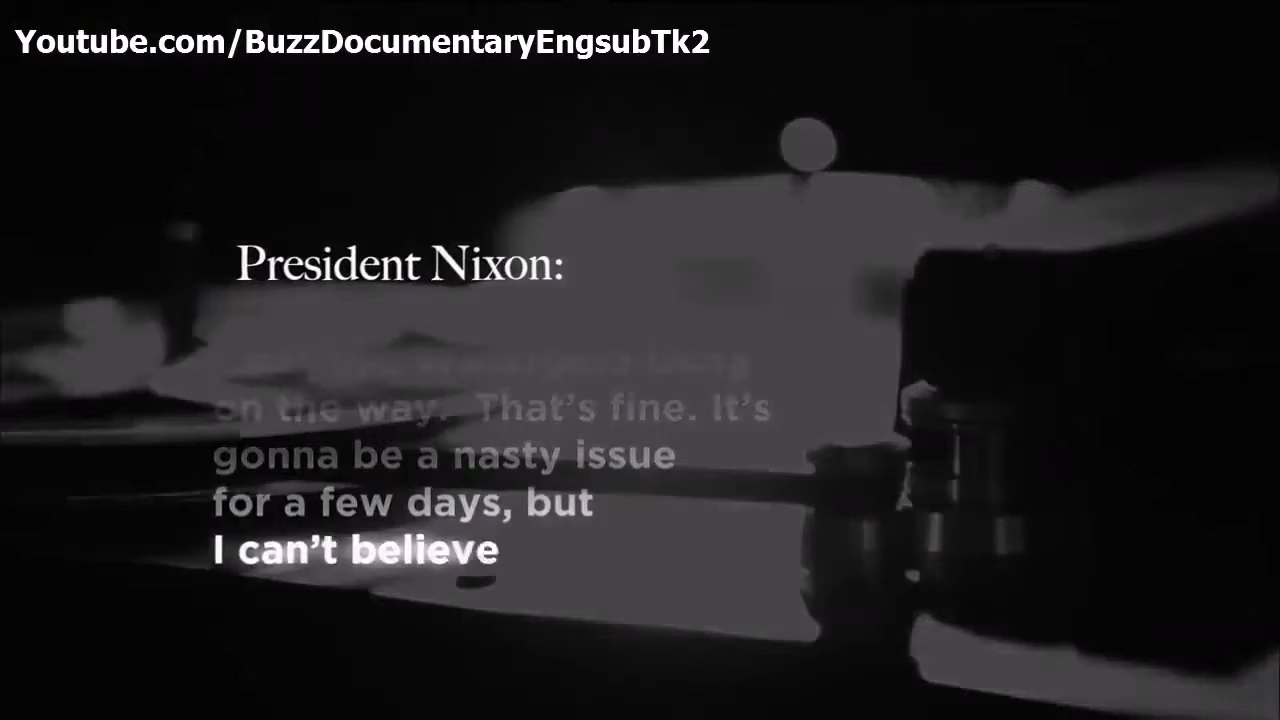 Youtube.com/BuzzDocumentaryEngsubTk2
President Nixon:
on the way. That's fine. It's
gonna be a nasty issue
for a few days, but
I can't believe